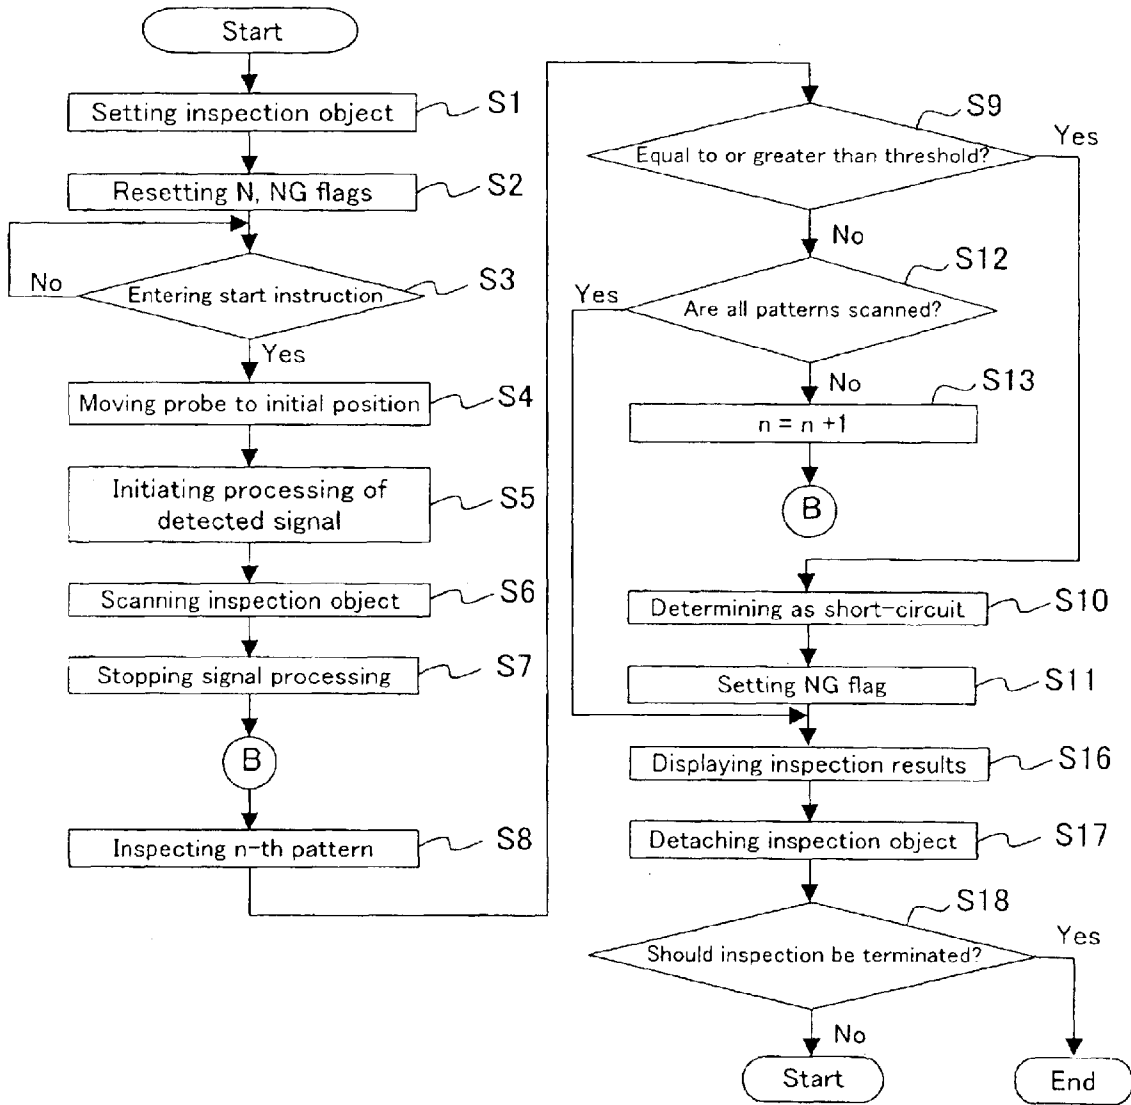 Start
Setting inspection object
S1
Resetting N, NG flags
S2
No
Entering start instruction
S3
Yes
Moving probe to initial position
S4
Initiating processing of
detected signal
S5
Scanning inspection object
S6
Stopping signal processing
S7
B
Inspecting n-th pattern
S8
S9
Equal to or greater than threshold?
Yes
No
S12
Yes
Are all patterns scanned?
No
S13
n = n +1
B
Determining as short-circuit
S10
Setting NG flag
S11
Displaying inspection results
S16
Detaching inspection object
S17
S18
Should inspection be terminated?
Yes
No
Start
End